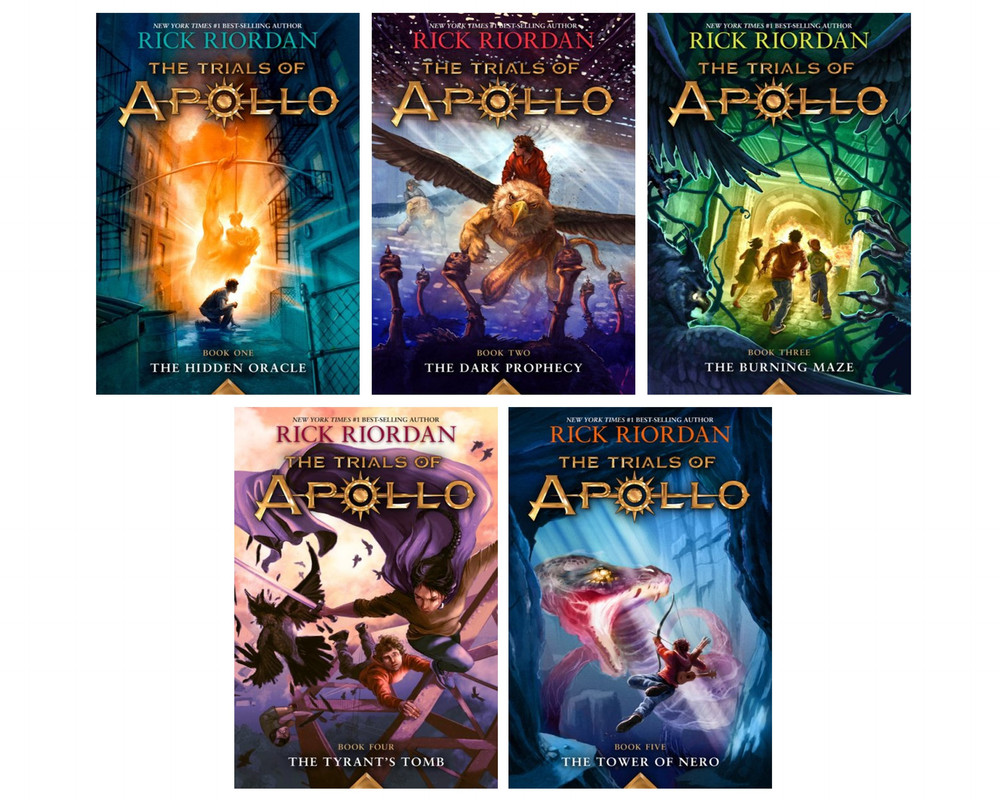 NEW YORK TIMES #1 BEST-SELLING AUTHOR
RICK RIORDAN
THE TRIALS OF
APOLLO
BOOK ONE
THE HIDDEN ORACLE
NEW YORK TIMES #1 BEST-SELLING AUTHOR
RICK RIORDAN
THE TRIALS OF
APOLLO
BOOK TWO
THE DARK PROPHECY
NEW YORK TIMES #1 BEST-SELLING AUTHOR
RICK RIORDAN
THE TRIALS OF
APOLLO
BOOK THREE
THE BURNING MAZE
NEW YORK TIMES #1 BEST-SELLING AUTHOR
RICK RIORDAN
THE TRIALS OF
APOLLO
BOOK FOUR
THE TYRANT'S TOMB
NEW YORK TIMES #1 BEST-SELLING AUTHOR
RICK RIORDAN
THE TRIALS OF
APOLLO
BOOK FIVE
THE TOWER OF NERO